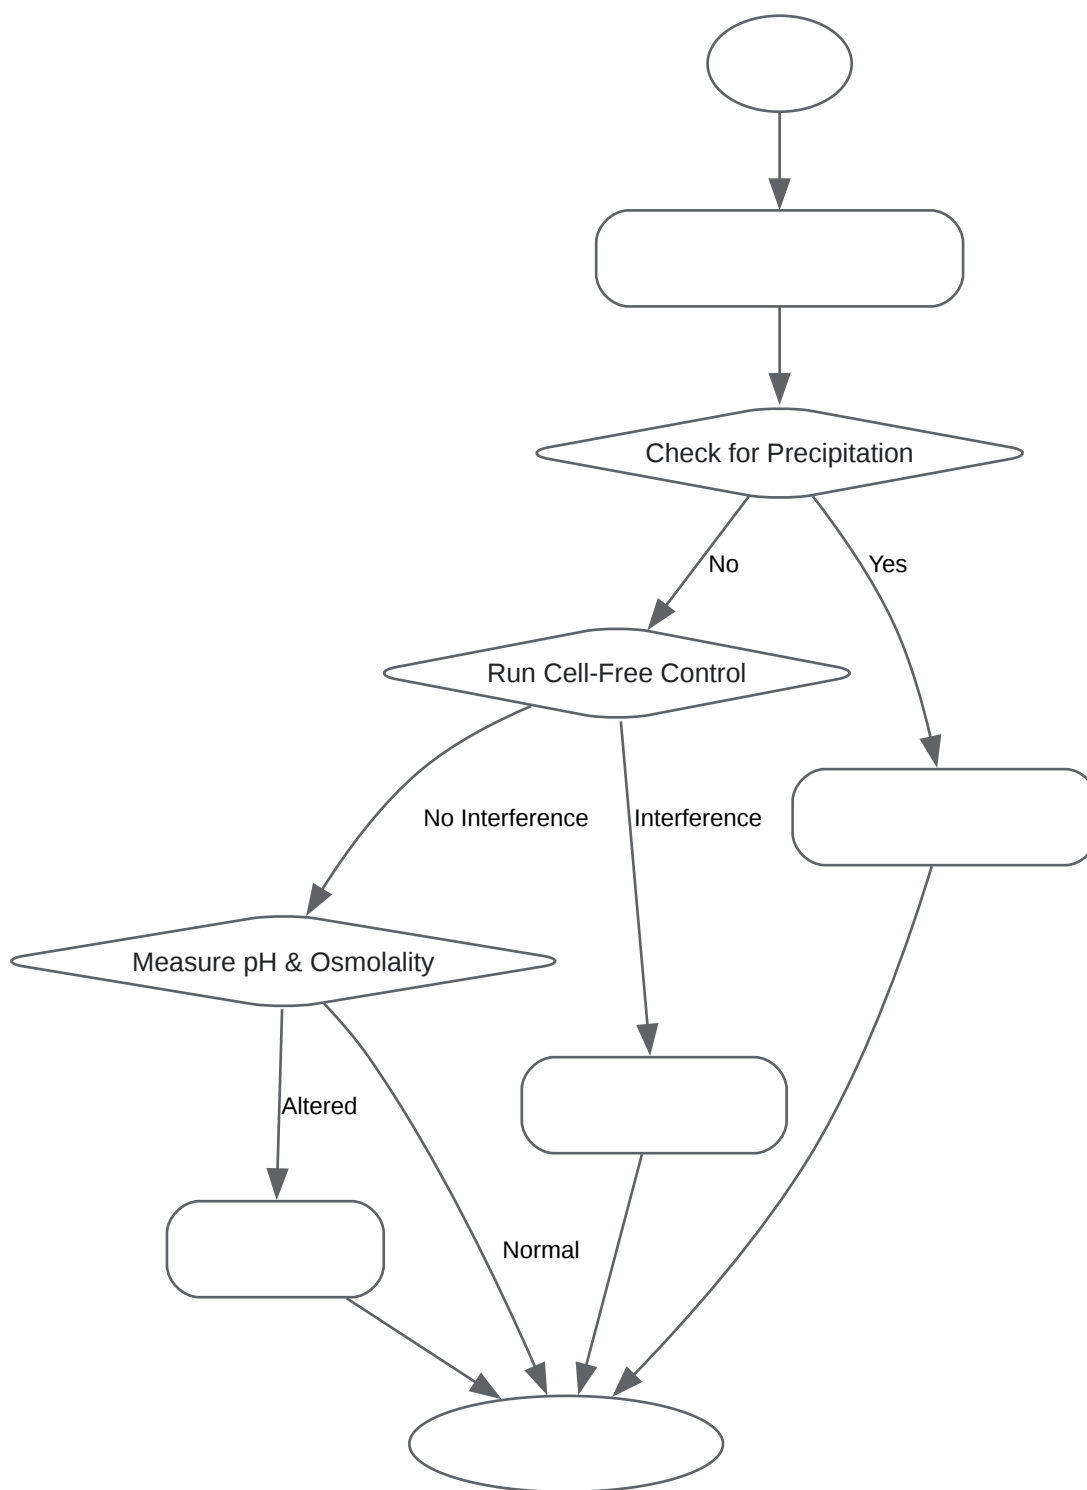 Check for Precipitation
No
Yes
Run Cell-Free Control
No Interference
Interference
Measure pH & Osmolality
Altered
Normal